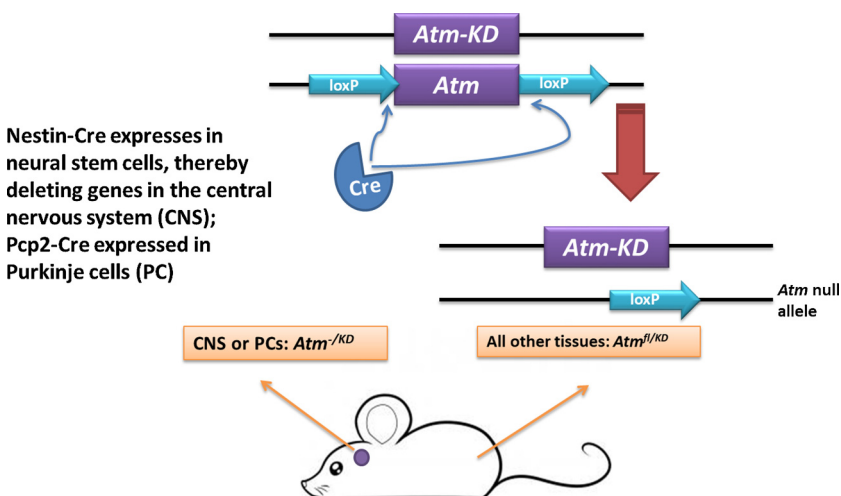 Atm-KD
loxP Atm loxP
Nestin-Cre expresses in
neural stem cells, thereby
deleting genes in the central
nervous system (CNS);
Pcp2-Cre expressed in
Purkinje cells (PC)
Cre
Atm-KD
loxP
Atm null
allele
CNS or PCs: Atm-/KD
All other tissues: Atmfl/KD